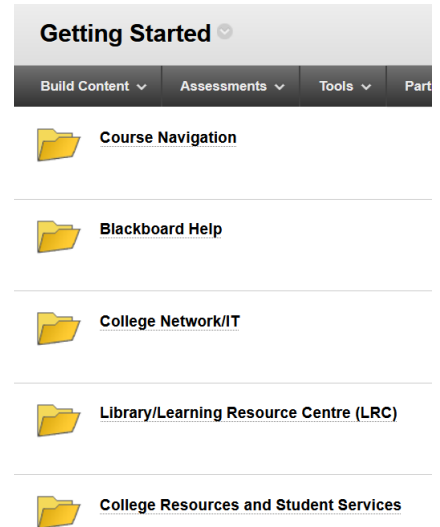 Getting Started
Build Content Assessments Tools Part
Course Navigation
Blackboard Help
College Network/IT
Library/Learning Resource Centre (LRC)
College Resources and Student Services